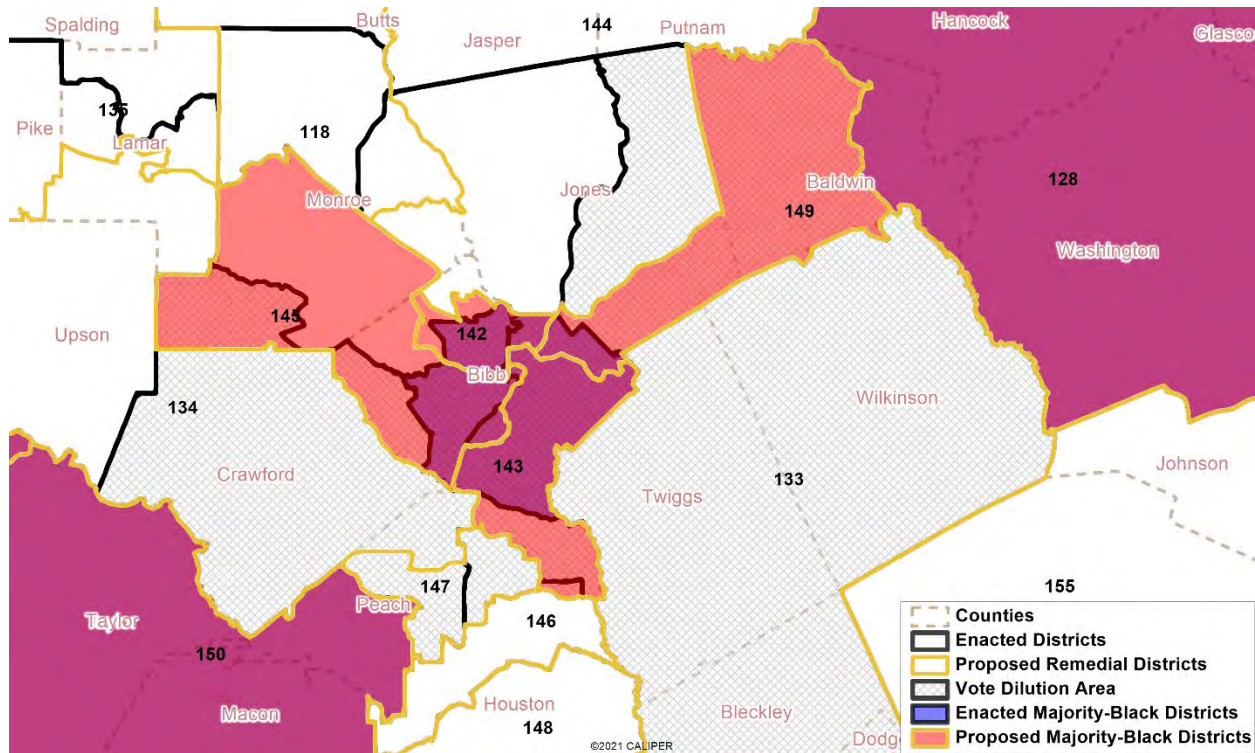 Spalding
Butts
Jasper
144
Putnam
Hancock
Glasco
135
Pike
Lamar
118
Monroe
Jones
Baldwin
149
128
Washington
Upson
145
142
Bibb
134
Crawford
143
Twiggs
133
Wilkinson
Johnson
Taylor
Peach
147
146
155
150
Macon
Houston
148
Bleckley
Dodg
Counties
Enacted Districts
Proposed Remedial Districts
Vote Dilution Area
Enacted Majority-Black Districts
Proposed Majority-Black Districts
©2021 CALIPER